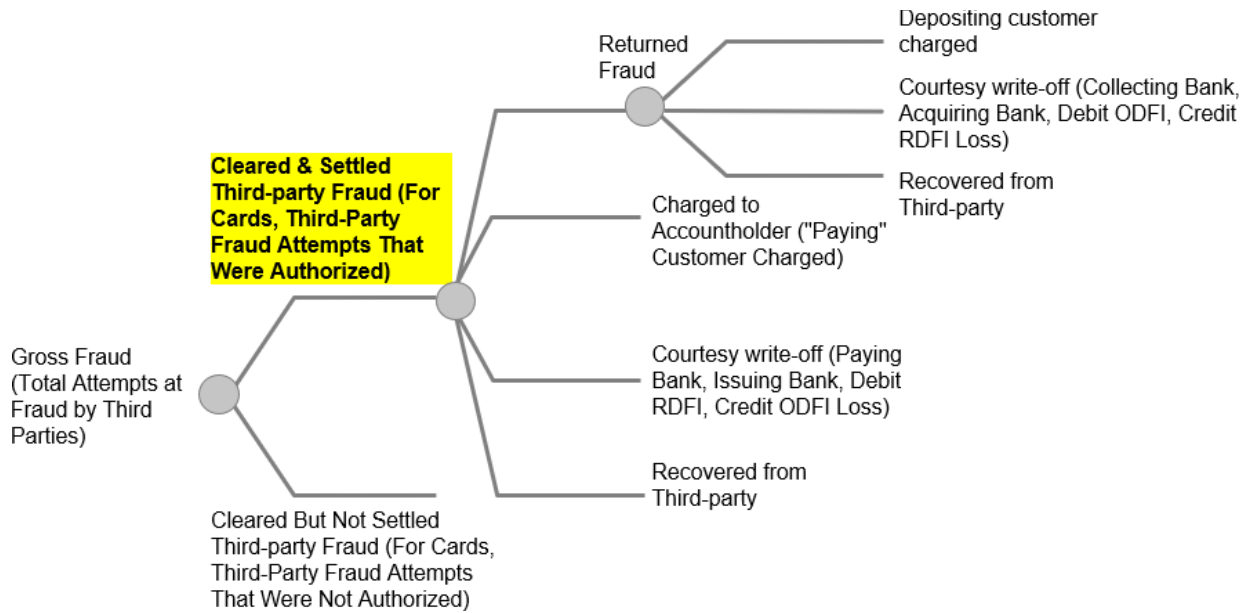 Depositing customer
charged
Returned
Fraud
Courtesy write-off (Collecting Bank,
Acquiring Bank, Debit ODFI, Credit
RDFI Loss)
Recovered from
Third-party
Cleared & Settled
Third-party Fraud (For
Cards, Third-Party
Fraud Attempts That
Were Authorized)
Charged to
Accountholder ("Paying"
Customer Charged)
Gross Fraud
(Total Attempts at
Fraud by Third
Parties)
Courtesy write-off (Paying
Bank, Issuing Bank, Debit
RDFI, Credit ODFI Loss)
Recovered from
Third-party
Cleared But Not Settled
Third-party Fraud (For Cards,
Third-Party Fraud Attempts
That Were Not Authorized)